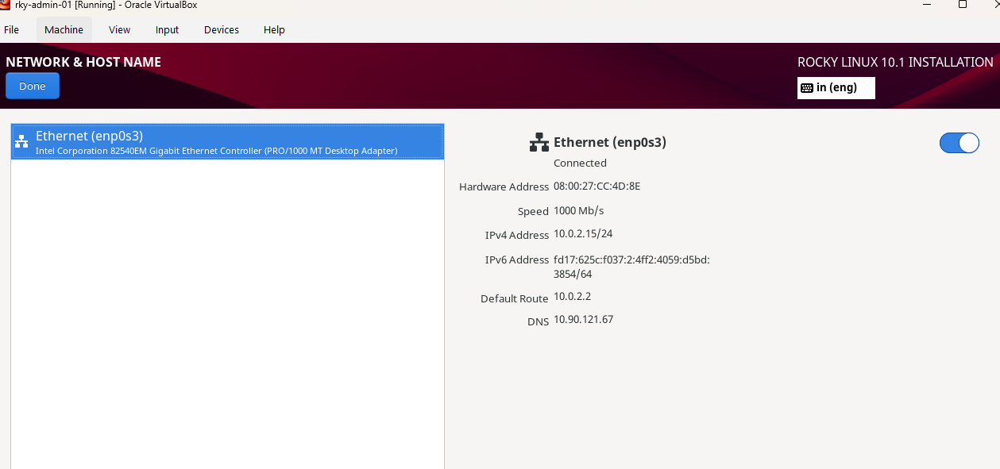 rky-admin-01 [Running] - Oracle VirtualBox
File Machine View Input Devices Help
NETWORK & HOST NAME
ROCKY LINUX 10.1 INSTALLATION
Done
in (eng)
Ethernet (enp0s3)
Intel Corporation 82540EM Gigabit Ethernet Controller (PRO/1000 MT Desktop Adapter)
Ethernet (enp0s3)
Connected
Hardware Address 08:00:27:CC:4D:8E
Speed 1000 Mb/s
IPv4 Address 10.0.2.15/24
IPv6 Address fd17:625c:f037:2:4ff2:4059:d5bd:
3854/64
Default Route 10.0.2.2
DNS 10.90.121.67